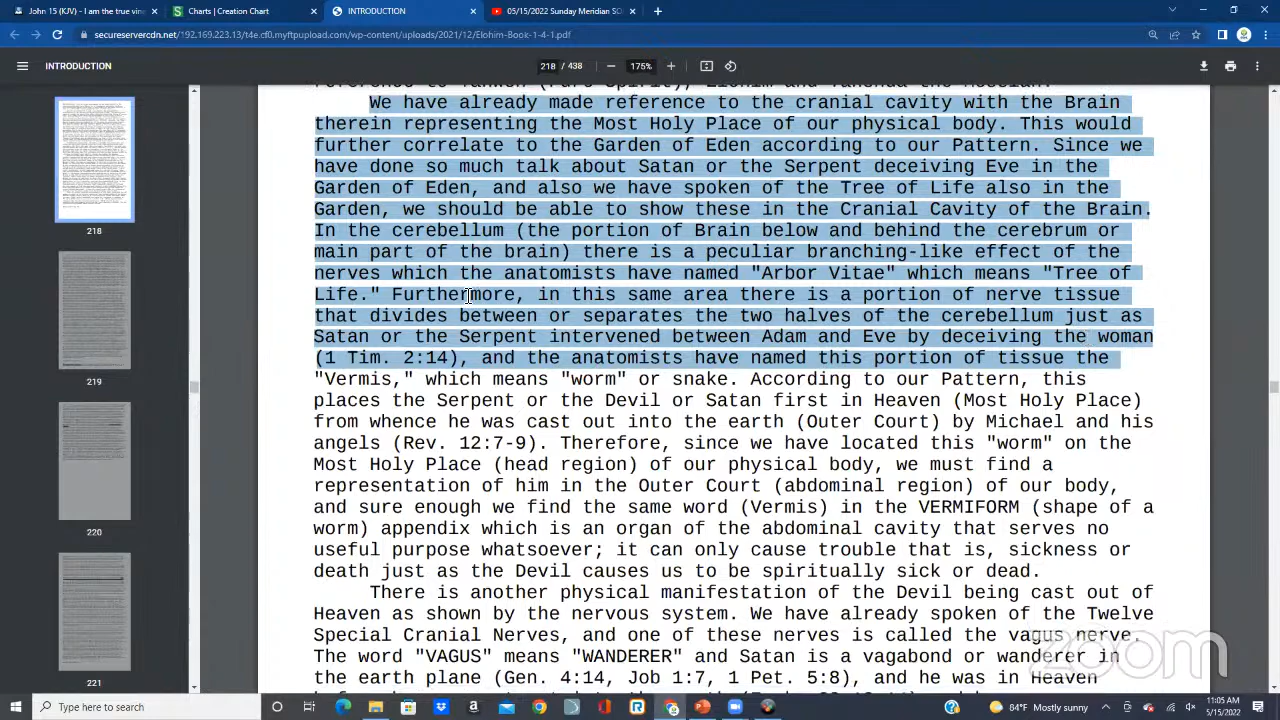 John 15 (KJV) - I am the true vin
Charts | Creation Chart
INTRODUCTION
05/15/2022 Sunday Meridian S
secureservercdn.net/192.169.223.13/t4e.cf0.myftpupload.com/wp-content/uploads/2021/12/Elohim-Book-1-4-1.pdf
INTRODUCTION
218 / 438
175%
We have already made reference to the cranial cavity with the Brain
therein representing the Most Holy Place of our physical body. This would
further correlate to the Garden of Eden according to our Pattern. Since we
about Satan or the serpent deceiving Eve in the
Garden of Eden, and also we have spoken of the Tree of Life also in the
Garden, we should be able to show these in the Cranial Cavity of the Brain.
In the cerebellum (the portion of Brain below and behind the cerebrum or
main part of the Brain) there is a peculiar branching-like effect of the
nerves which the anatomists have named "Arbor Vitae" which means "Tree of
Life." Furthermore, in this same area there is a portion of nerve tissue
that divides between or separates the two halves of the cerebellum just as
Satan or the serpent intervened between Adam and Eve by deceiving the woman
(1 Tim. 2:14), and the anatomists have named this portion of tissue the
"Vermis," which means "worm" or snake. According to our Pattern, this
places the Serpent or the Devil or Satan first in Heaven (Most Holy Place)
from where he was cast out into the earth (Outer Court) by Michael and his
angels (Rev. 12:7-9). Therefore, since we have located this "worm" on the
Most Holy Place (head region) of our physical body, we must find a
representation of him in the Outer Court (abdominal region) of our body,
and sure enough we find the same word (Vermis) in the VERMIFORM (shape of a
worm) appendix which is an organ of the abdominal cavity that serves no
useful purpose whatsoever; it can only cause trouble that is, sickness or
death just as the Devil causes us to be spiritually sick or dead.
There is another physical manifestation of the Devil being cast out of
Heaven as shown by the nervous system. We have already spoken of the Twelve
Special Cranial Nerves, and one of those nerves is called the vagus nerve.
The word "VAGUS" means "WANDERER" and Satan is a vagabond or wanderer in
the earth plane (Gen. 4:14, Job 1:7, 1 Pet. 5:8), and he was in Heaven
218
219
220
221
zoom
Type here to search
84°F Mostly sunny
11:05 AM
5/15/2022